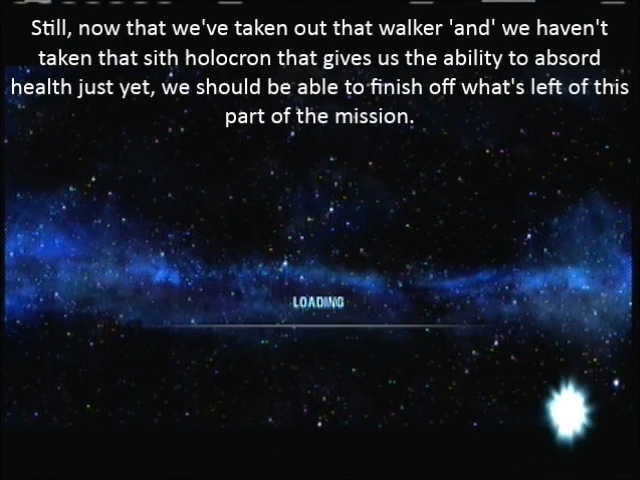 Still, now that we've taken out that walker 'and' we haven't
taken that sith holocron that gives us the ability to absord
health just yet, we should be able to finish off what's left of this
part of the mission.
LOADING